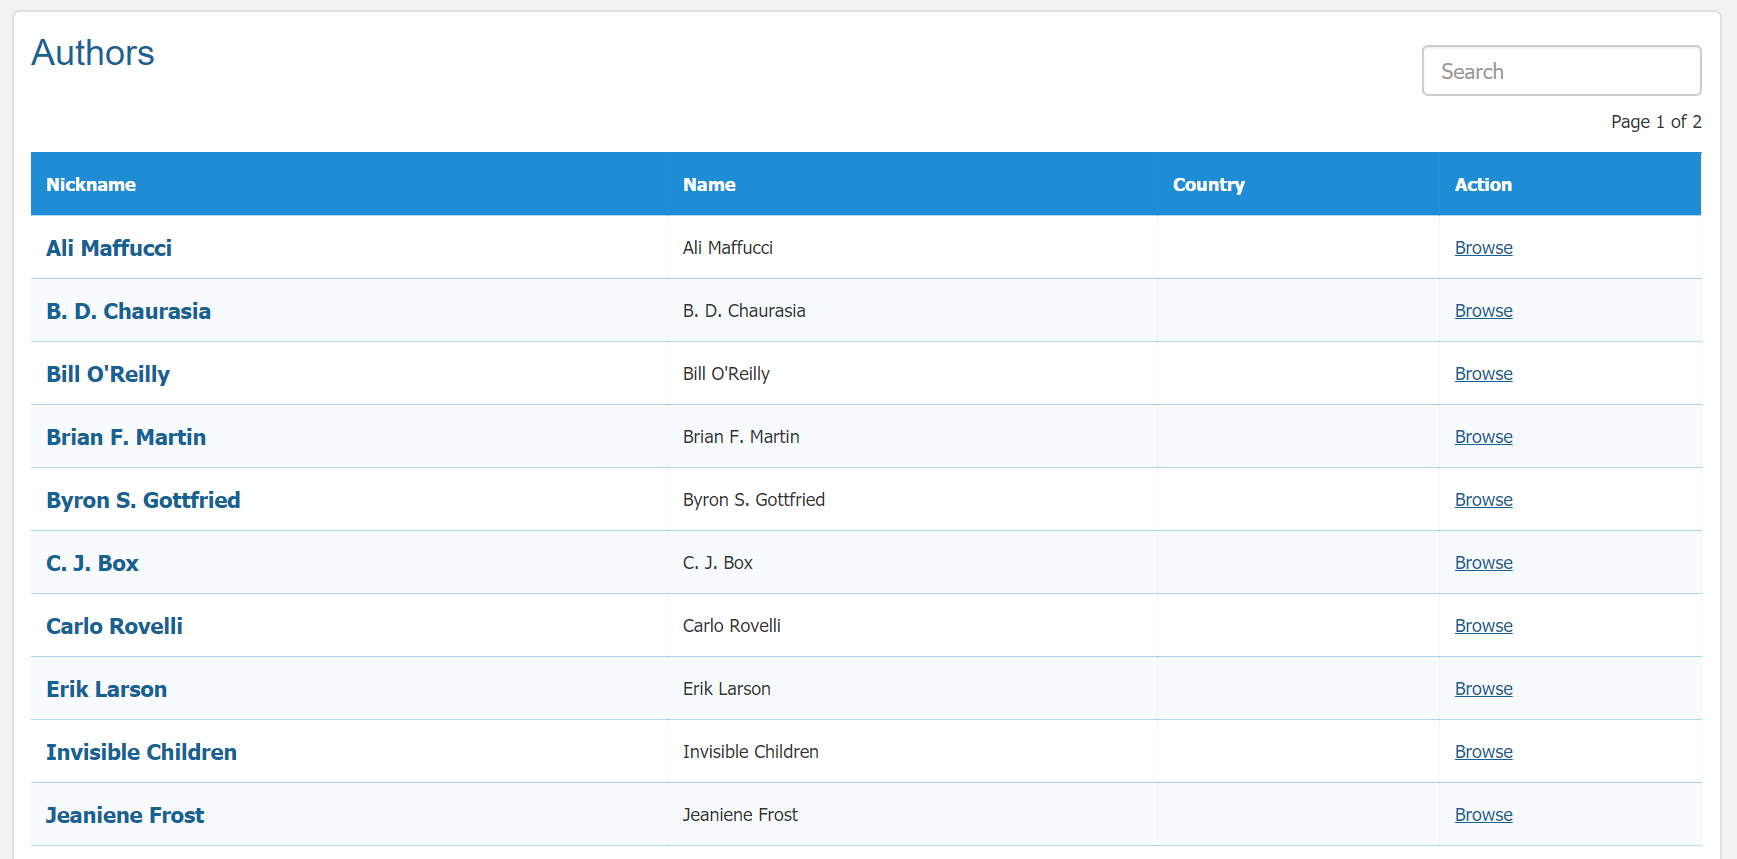 Authors
Search
Page 1 of 2
Nickname Name Country Action
Ali Maffucci Ali Maffucci Browse
B. D. Chaurasia B. D. Chaurasia Browse
Bill O'Reilly Bill O'Reilly Browse
Brian F. Martin Brian F. Martin Browse
Byron S. Gottfried Byron S. Gottfried Browse
C. J. Box C. J. Box Browse
Carlo Rovelli Carlo Rovelli Browse
Erik Larson Erik Larson Browse
Invisible Children Invisible Children Browse
Jeaniene Frost Jeaniene Frost Browse